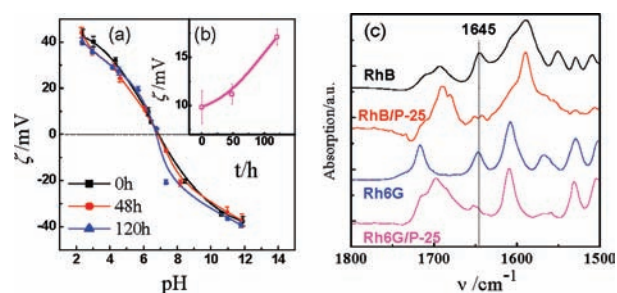 (a)
ζ/mV
40
20
0
-20
-40
0h
48h
120h
0 2 4 6 8 10 12 14
pH
(b)
ζ/mV
15
10
0 50 100
t/h
(c)
1645
Absorption/a.u.
RhB
RhB/P-25
Rh6G
Rh6G/P-25
1800 1700 1600 1500
ν /cm⁻¹